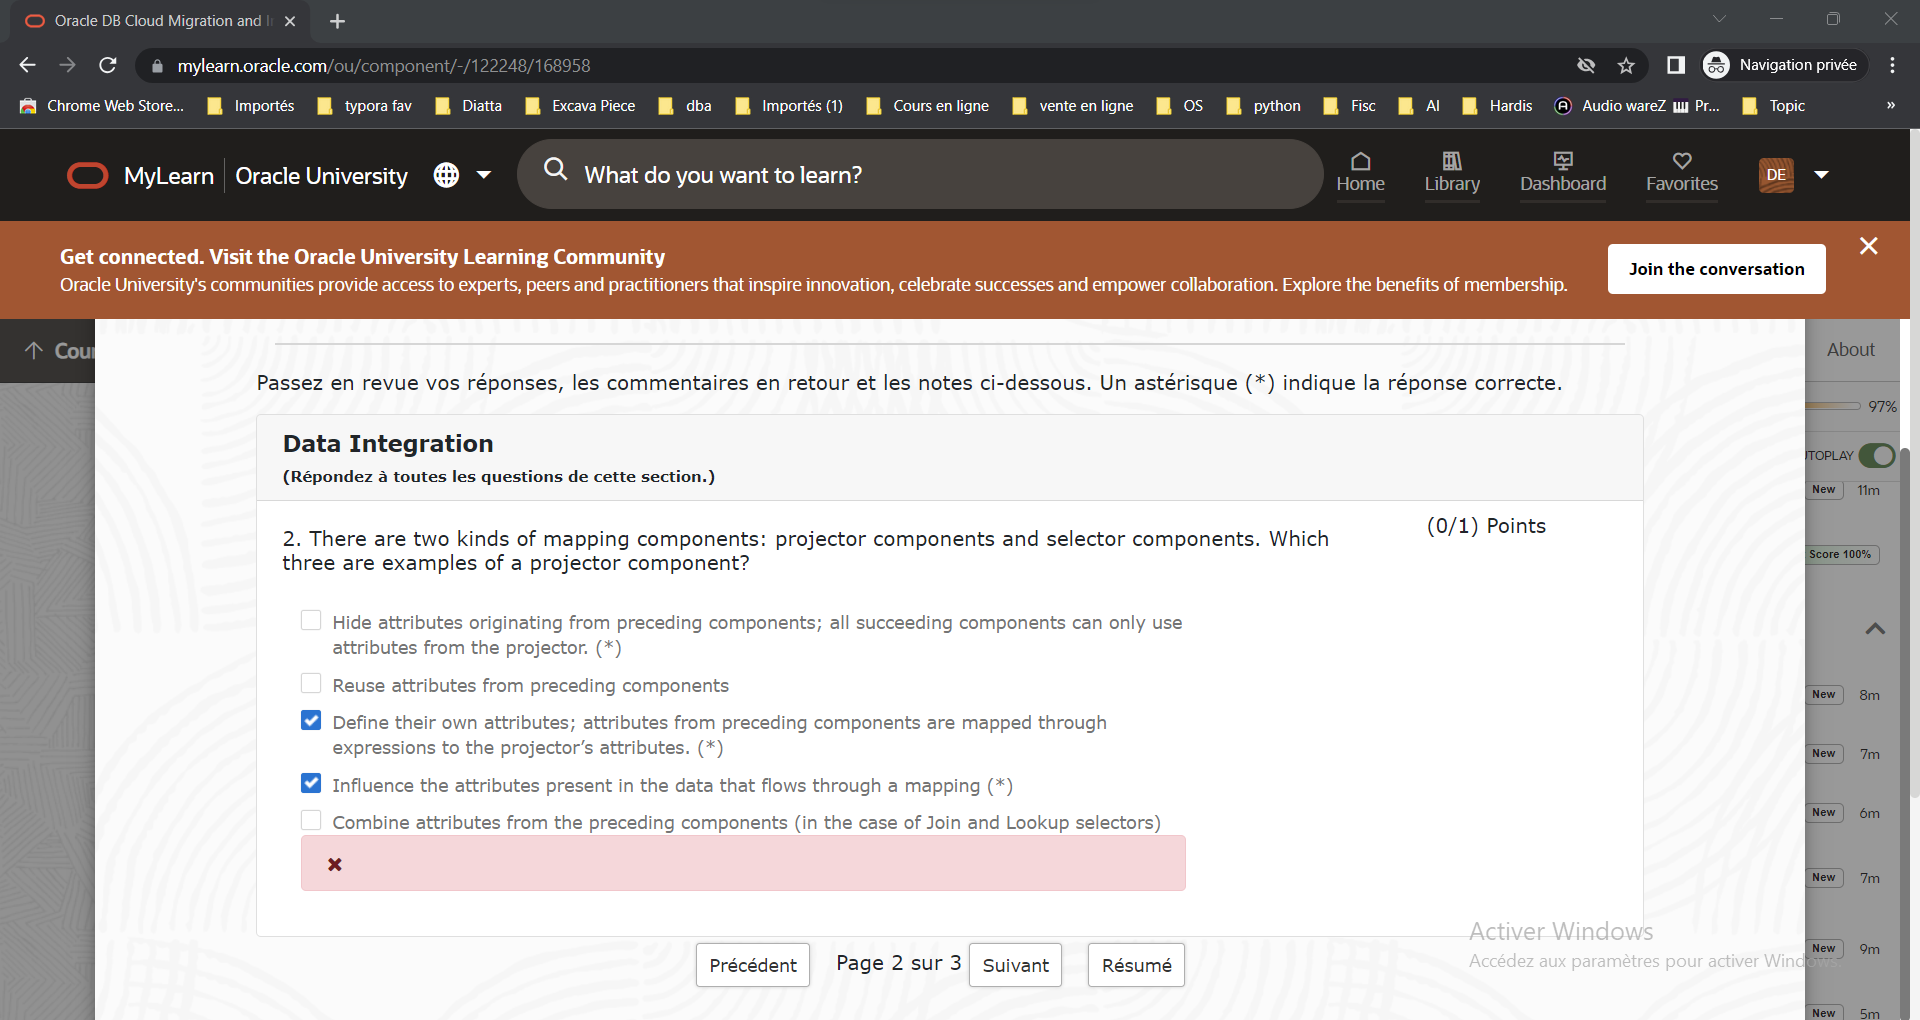 Oracle DB Cloud Migration and I
mylearn.oracle.com/ou/component/-/122248/168958
Navigation privée
Chrome Web Store... Importés typora fav Diatta Excava Piece dba Importés (1) Cours en ligne vente en ligne OS python Fisc AI Hardis Audio wareZ Pr... Topic »
MyLearn Oracle University What do you want to learn? Home Library Dashboard Favorites DE
Get connected. Visit the Oracle University Learning Community
Oracle University's communities provide access to experts, peers and practitioners that inspire innovation, celebrate successes and empower collaboration. Explore the benefits of membership.
Join the conversation
About
97%
New 11m
Score 100%
New 8m
New 7m
New 6m
New 7m
New 9m
New 5m
Passez en revue vos réponses, les commentaires en retour et les notes ci-dessous. Un astérisque (*) indique la réponse correcte.
Data Integration
(Répondez à toutes les questions de cette section.)
2. There are two kinds of mapping components: projector components and selector components. Which
three are examples of a projector component?
(0/1) Points
Hide attributes originating from preceding components; all succeeding components can only use
attributes from the projector. (*)
Reuse attributes from preceding components
Define their own attributes; attributes from preceding components are mapped through
expressions to the projector’s attributes. (*)
Influence the attributes present in the data that flows through a mapping (*)
Combine attributes from the preceding components (in the case of Join and Lookup selectors)
Précédent Page 2 sur 3 Suivant Résumé
Activer Windows
Accédez aux paramètres pour activer Windows.